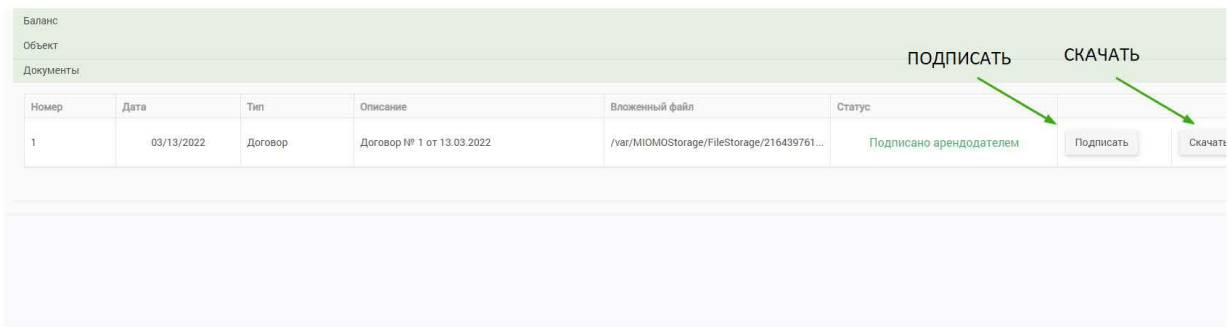 Баланс
Объект
ПОДПИСАТЬ СКАЧАТЬ
Документы
Номер Дата Тип Описание Вложенный файл Статус
1 03/13/2022 Договор Договор № 1 от 13.03.2022 /var/MIOMOStorage/FileStorage/216439761... Подписано арендодателем Подписать Скачать